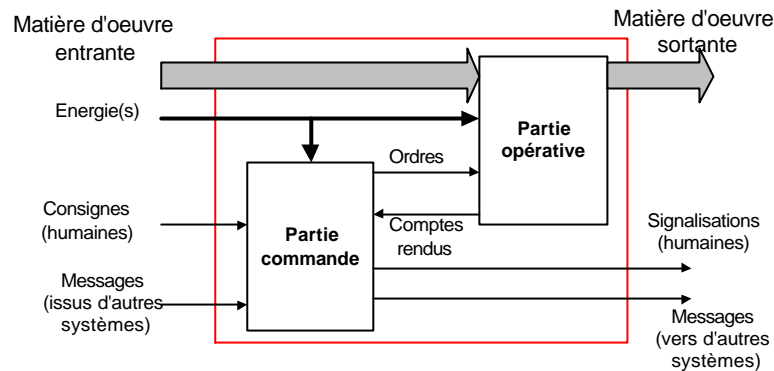 Matière d'oeuvre
entrante
Matière d'oeuvre
sortante
Energie(s)
Partie
opérative
Ordres
Consignes
(humaines)
Partie
commande
Comptes
rendus
Signalisations
(humaines)
Messages
(issus d'autres
systèmes)
Messages
(vers d'autres
systèmes)